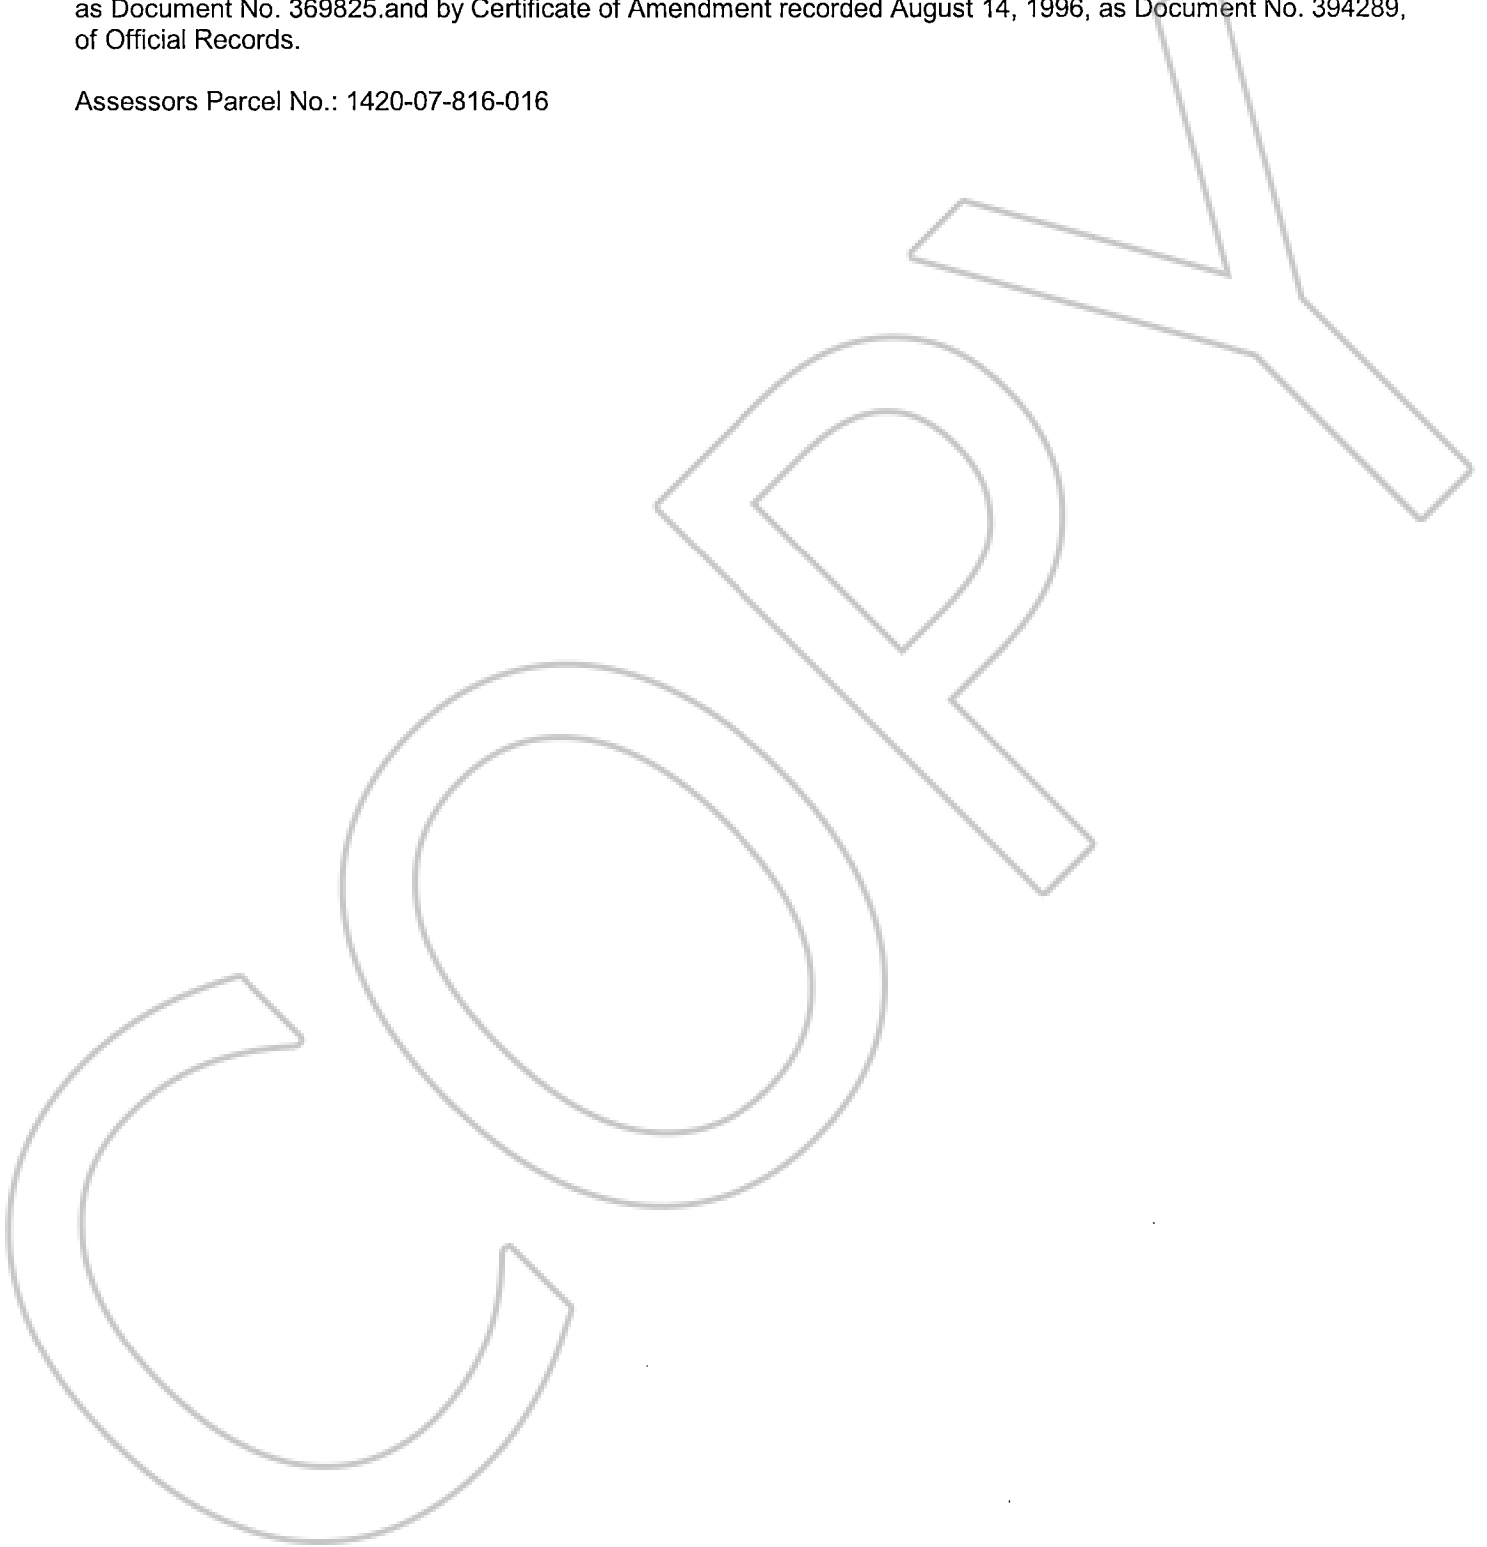 as Document No. 369825.and by Certificate of Amendment recorded August 14, 1996, as Document No. 394289,
of Official Records.
Assessors Parcel No.: 1420-07-816-016
COPY